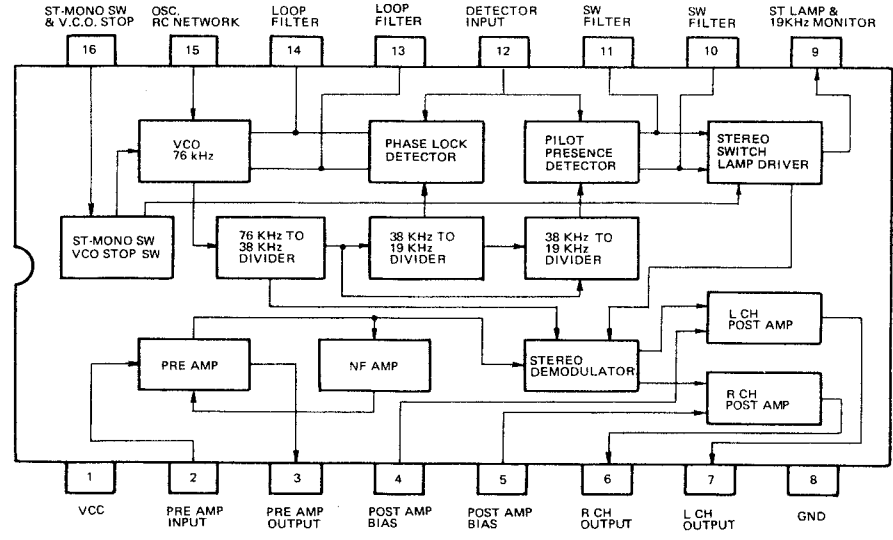 ST-MONO SW
& V.C.O. STOP
OSC.
RC NETWORK
LOOP
FILTER
LOOP
FILTER
DETECTOR
INPUT
SW
FILTER
SW
FILTER
ST LAMP &
19KHz MONITOR
16
15
14
13
12
11
10
9
VCO
76 kHz
PHASE LOCK
DETECTOR
PILOT
PRESENCE
DETECTOR
STEREO
SWITCH
LAMP DRIVER
ST-MONO SW
VCO STOP SW
76 KHz TO
38 KHz
DIVIDER
38 KHz TO
19 KHz
DIVIDER
38 KHz TO
19 KHz
DIVIDER
L CH
POST AMP
PRE AMP
NF AMP
STEREO
DEMODULATOR
R CH
POST AMP
1
2
3
4
5
6
7
8
VCC
PRE AMP
INPUT
PRE AMP
OUTPUT
POST AMP
BIAS
POST AMP
BIAS
R CH
OUTPUT
L CH
OUTPUT
GND